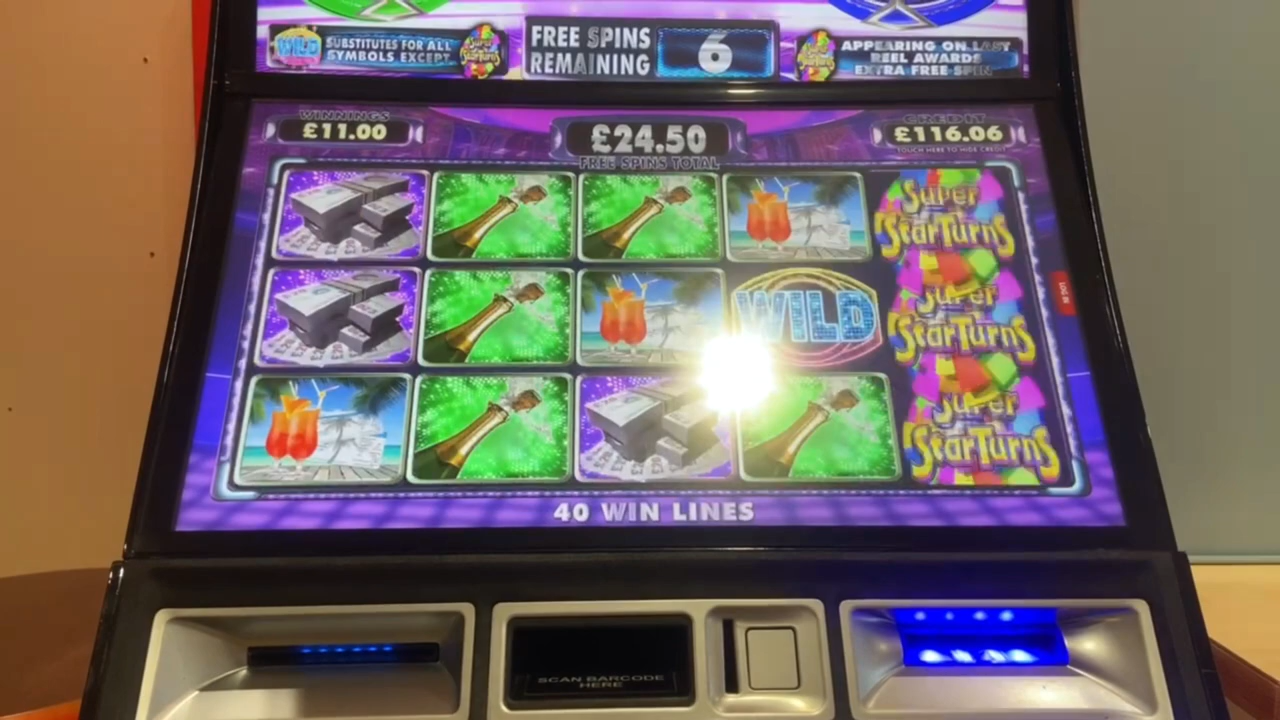 WILD
SUBSTITUTES FOR ALL
SYMBOLS EXCEPT
Super
StarTurns
FREE SPINS
REMAINING
6
Super
StarTurns
APPEARING ON LAST
REEL AWARDS
EXTRA FREE SPIN
WINNINGS
£11.00
£24.50
FREE SPINS TOTAL
CREDIT
£116.06
TOUCH HERE TO HIDE CREDIT
Super
StarTurns
WILD
Super
StarTurns
LOG IN
Super
StarTurns
40 WIN LINES
SCAN BARCODE
HERE